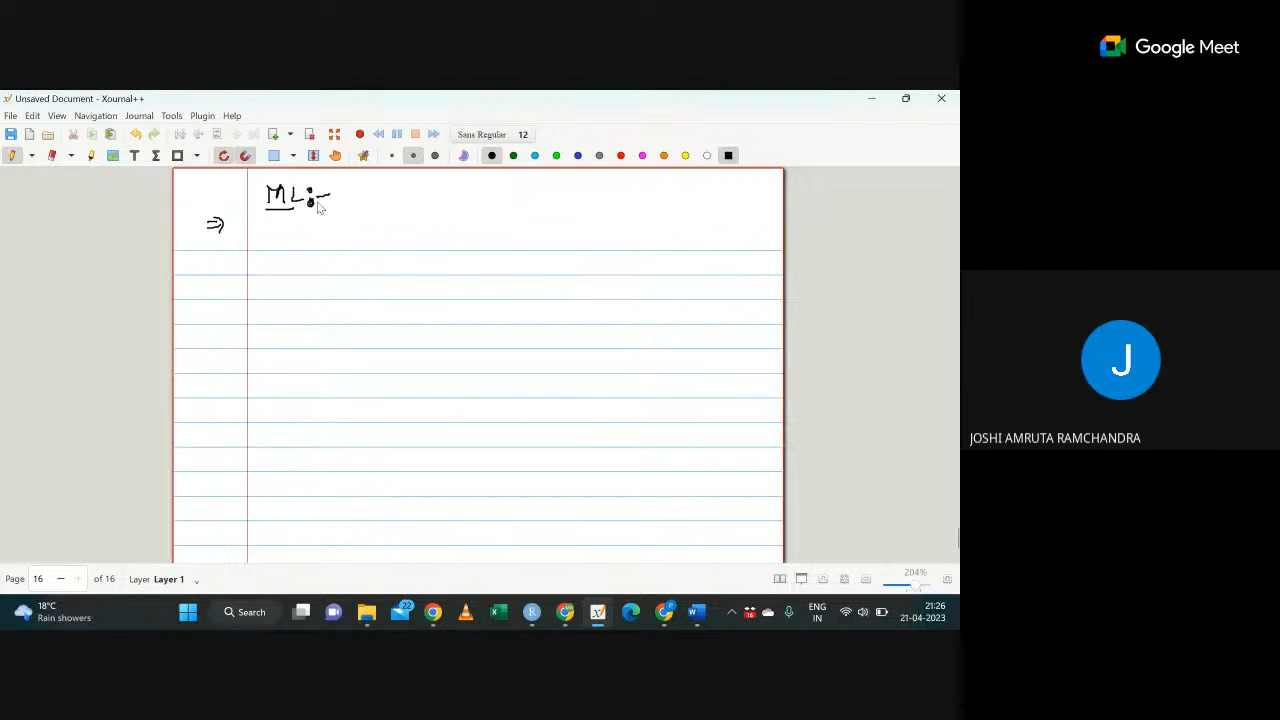 Google Meet
Unsaved Document - Xournal++
File Edit View Navigation Journal Tools Plugin Help
Sans Regular 12
ML:-
⇒
J
JOSHI AMRUTA RAMCHANDRA
Page 16 of 16 Layer Layer 1
204%
18°C
Rain showers
Search
22
16
ENG
IN
21:26
21-04-2023